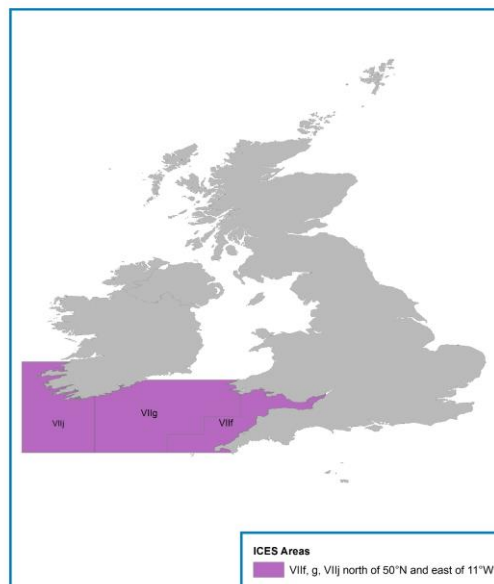 VIIj
VIIg
VIIf
ICES Areas
VIIf, g, VIIj north of 50°N and east of 11°W